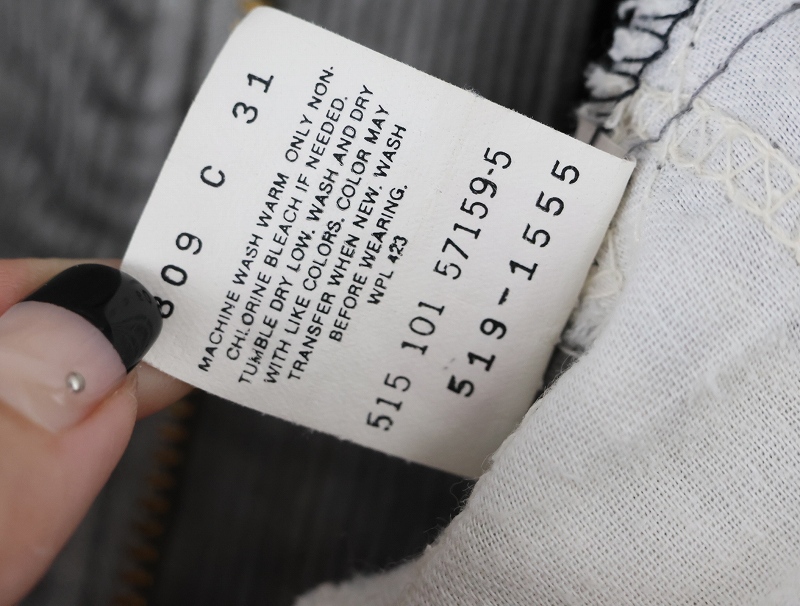 809 C 31
MACHINE WASH WARM ONLY NON.
CHLORINE BLEACH IF NEEDED.
TUMBLE DRY LOW. WASH AND DRY
WITH LIKE COLORS. COLOR MAY
TRANSFER WHEN NEW. WASH
BEFORE WEARING.
WPL 423
515 101 57159-5
519-1555